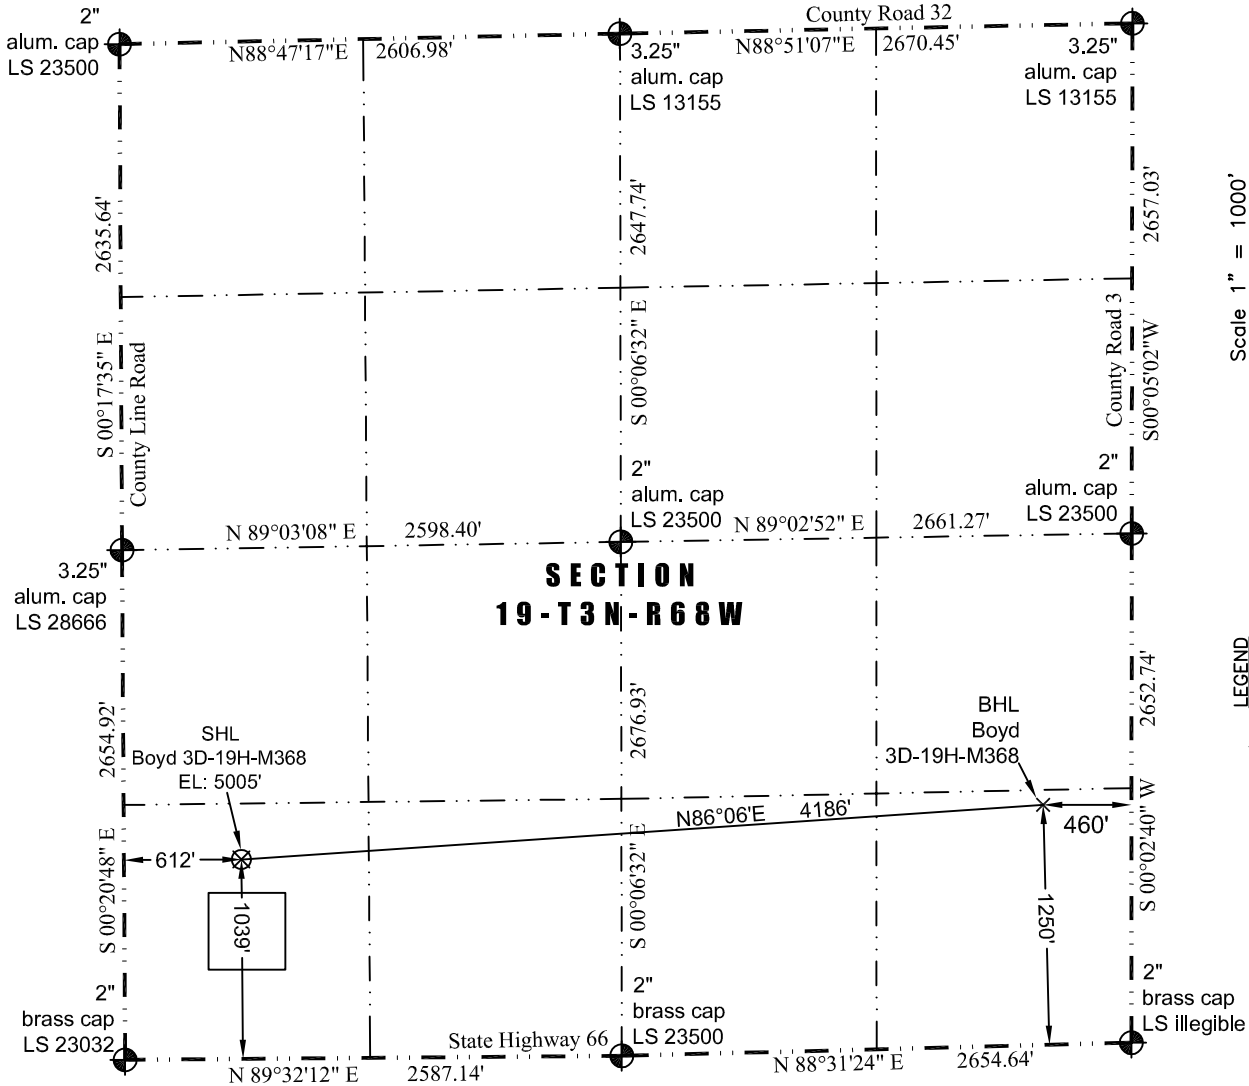 2"
alum. cap
LS 23500
N88°47'17"E
2606.98'
3.25"
alum. cap
LS 13155
County Road 32
N88°51'07"E
2670.45'
3.25"
alum. cap
LS 13155
2635.64'
S 00°17'35" E
County Line Road
2647.74'
S 00°06'32" E
2657.03'
County Road 3
S00°05'02"W
Scale 1" = 1000'
3.25"
alum. cap
LS 28666
N 89°03'08" E
2598.40'
2"
alum. cap
LS 23500
N 89°02'52" E
2661.27'
2"
alum. cap
LS 23500
SECTION
19-T3N-R68W
LEGEND
2654.92'
S 00°20'48" E
SHL
Boyd 3D-19H-M368
EL: 5005'
2676.93'
S 00°06'32" E
BHL
Boyd
3D-19H-M368
2652.74'
S 00°02'40" W
N86°06'E
4186'
460'
612'
1039'
1250'
2"
brass cap
LS 23032
N 89°32'12" E
2587.14'
State Highway 66
2"
brass cap
LS 23500
N 88°31'24" E
2654.64'
2"
brass cap
LS illegible